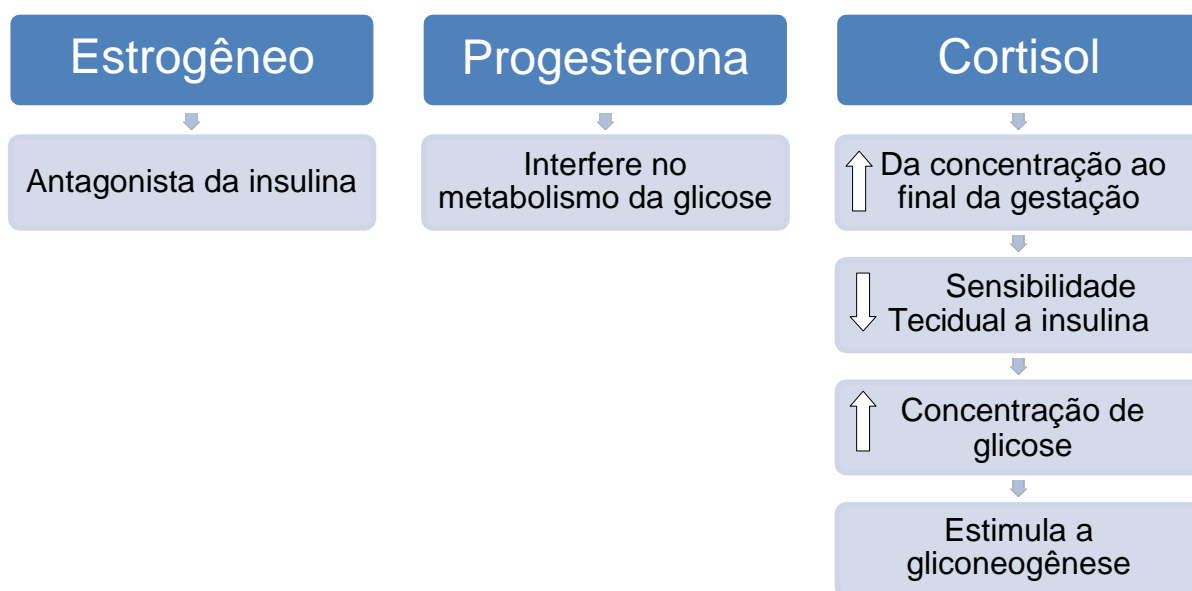 Estrogêneo
Antagonista da insulina
Progesterona
Interfere no
metabolismo da glicose
Cortisol
Da concentração ao
final da gestação
Sensibilidade
Tecidual a insulina
Concentração de
glicose
Estimula a
gliconeogênese